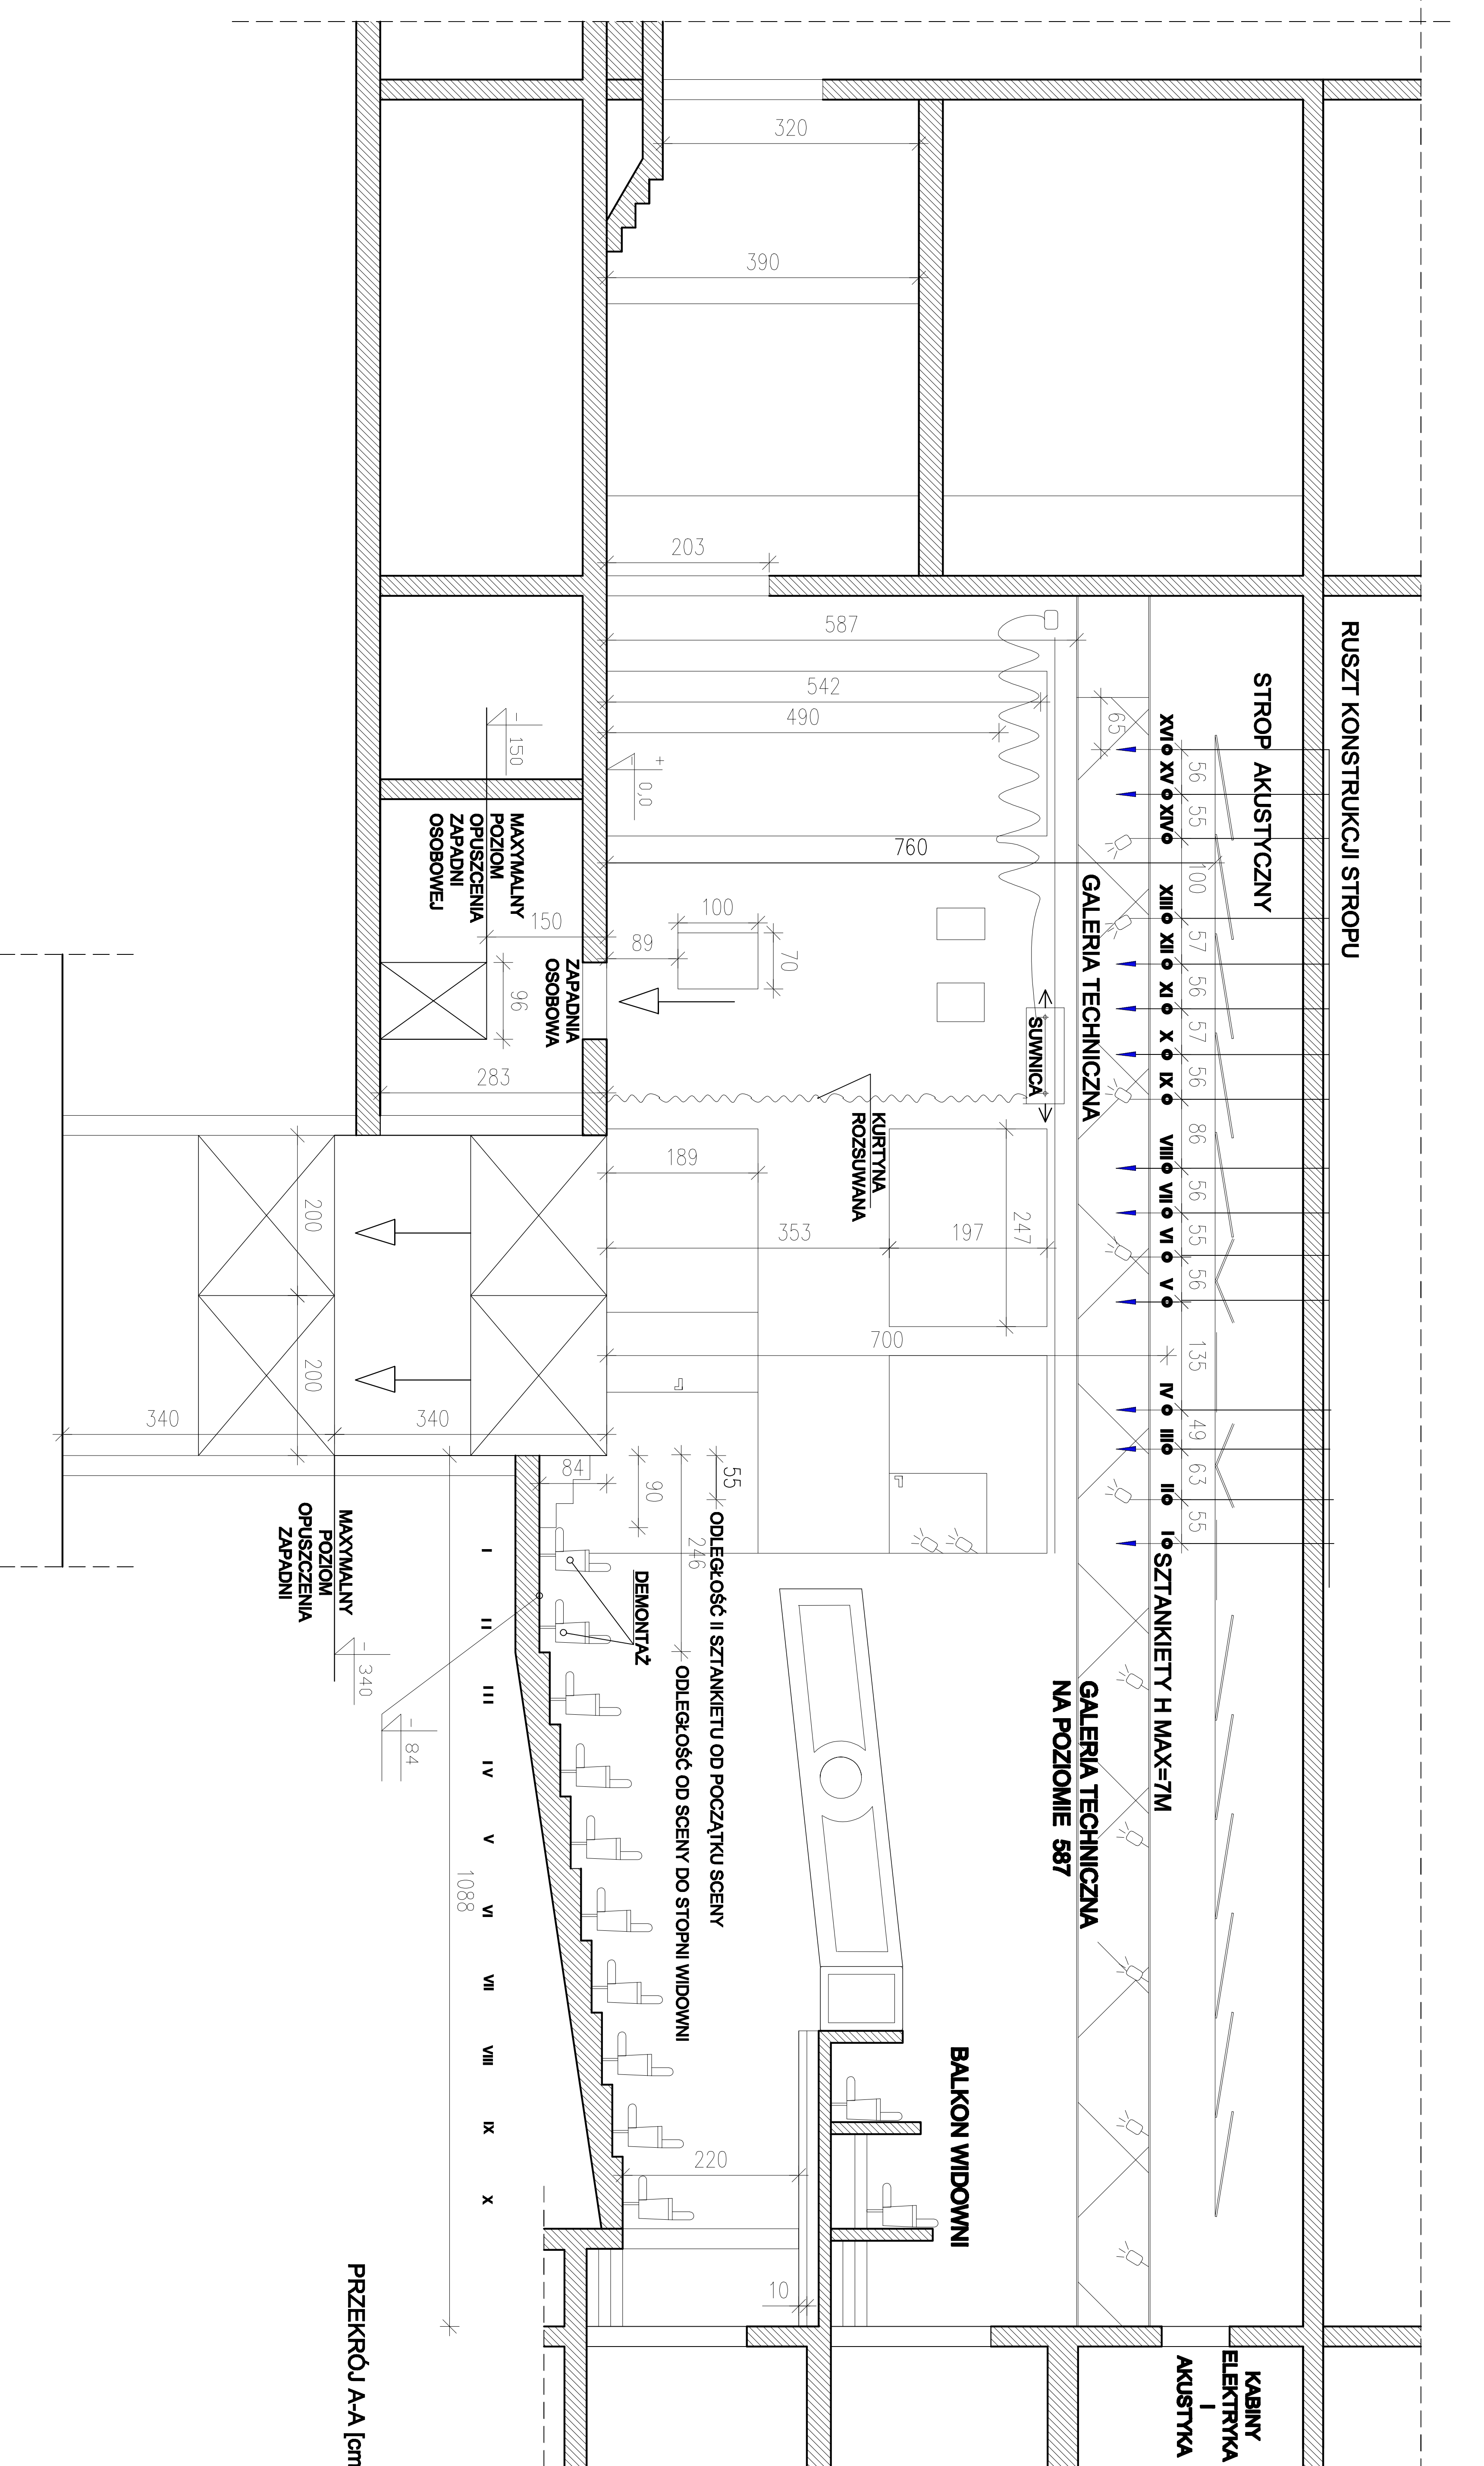 RUSZT KONSTRUKCJI STROPU
STROP AKUSTYCZNY
KABINY
ELEKTRYKA
I
AKUSTYKA
56
55
100
57
56
57
56
86
56
55
56
135
49
63
55
XVI
XV
XIV
XIII
XII
XI
X
IX
VIII
VII
VI
V
IV
III
II
I
SZTANKIETY H MAX=7M
65
GALERIA TECHNICZNA
GALERIA TECHNICZNA
NA POZIOMIE 587
SUWNICA
BALKON WIDOWNI
320
390
203
587
542
490
760
700
247
197
353
189
KURTYNA
ROZSUWANA
100
70
89
+
-
0,0
55
ODLEGŁOŚĆ II SZTANKIETU OD POCZĄTKU SCENY
246
ODLEGŁOŚĆ OD SCENY DO STOPNI WIDOWNI
90
84
DEMONTAŻ
220
10
ZAPADNIA
OSOBOWA
150
96
283
-
150
MAXYMALNY
POZIOM
OPUSZCENIA
ZAPADNI
OSOBOWEJ
I
II
III
IV
V
VI
VII
VIII
IX
X
1088
-
84
-
340
200
200
340
340
MAXYMALNY
POZIOM
OPUSZCZENIA
ZAPADNI
PRZEKRÓJ A-A [cm